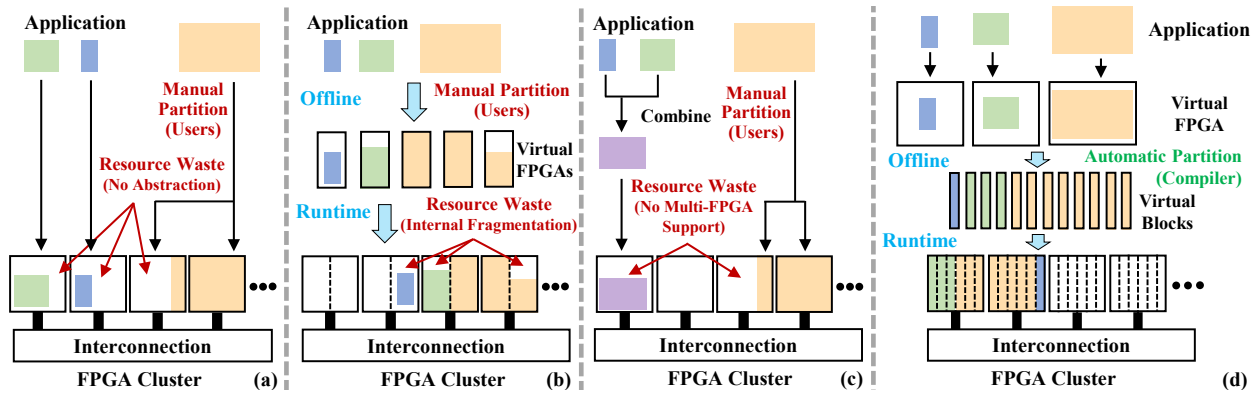 Application
Manual
Partition
(Users)
Resource Waste
(No Abstraction)
Interconnection
FPGA Cluster
(a)
Application
Offline
Manual Partition
(Users)
Virtual
FPGAs
Runtime
Resource Waste
(Internal Fragmentation)
Interconnection
FPGA Cluster
(b)
Application
Combine
Manual
Partition
(Users)
Resource Waste
(No Multi-FPGA
Support)
Interconnection
FPGA Cluster
(c)
Application
Virtual
FPGA
Offline
Automatic Partition
(Compiler)
Virtual
Blocks
Runtime
Interconnection
FPGA Cluster
(d)